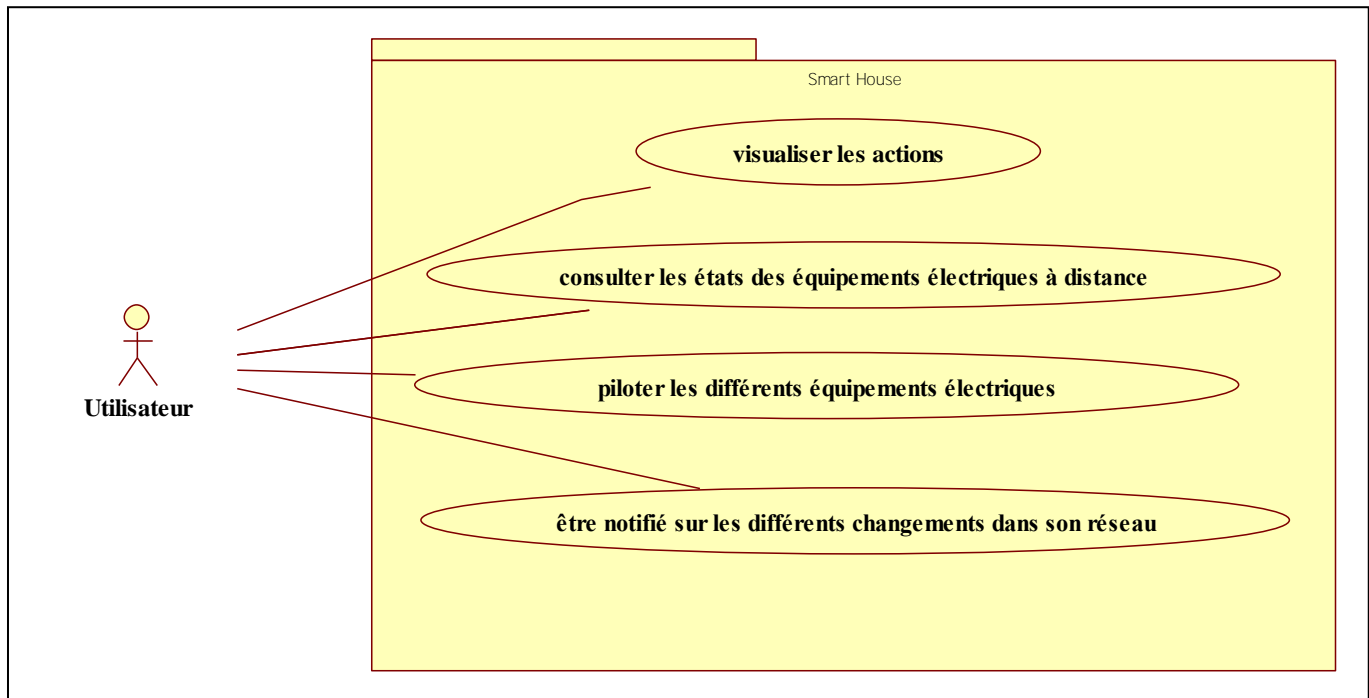 Smart House
visualiser les actions
consulter les états des équipements électriques à distance
piloter les différents équipements électriques
Utilisateur
être notifié sur les différents changements dans son réseau